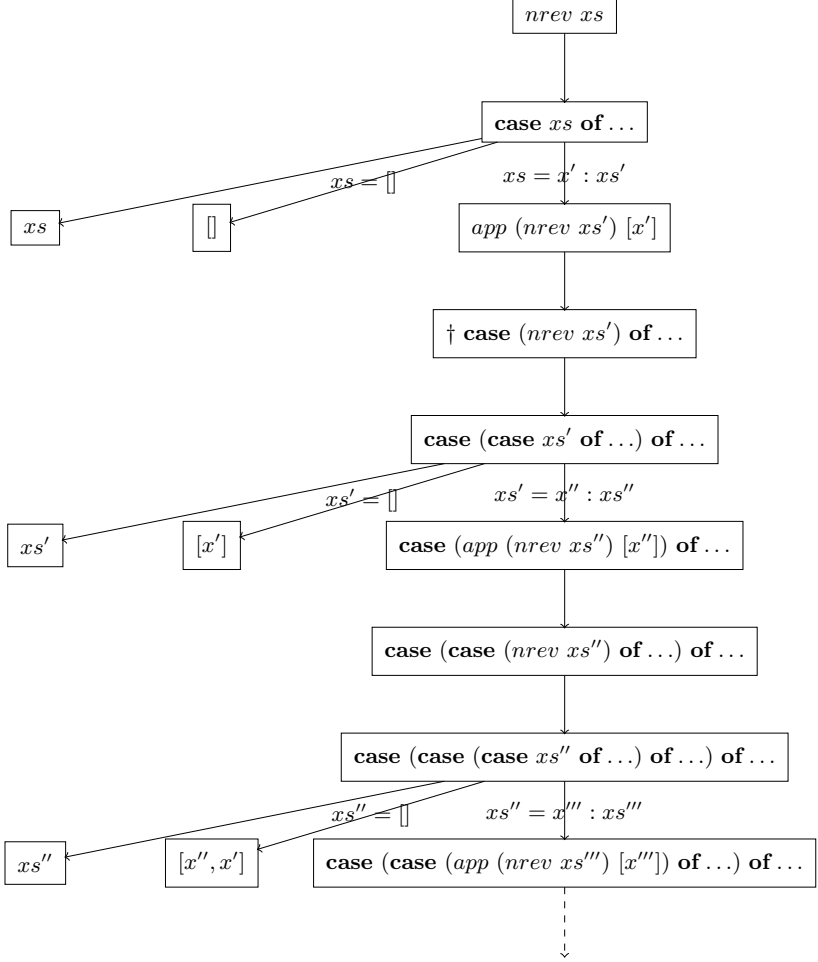 nrev xs
case xs of …
xs = []
xs = x′ : xs′
xs
[]
app (nrev xs′) [x′]
† case (nrev xs′) of …
case (case xs′ of …) of …
xs′ = []
xs′ = x′′ : xs′′
xs′
[x′]
case (app (nrev xs′′) [x′′]) of …
case (case (nrev xs′′) of …) of …
case (case (case xs′′ of …) of …) of …
xs′′ = []
xs′′ = x′′′ : xs′′′
xs′′
[x′′, x′]
case (case (app (nrev xs′′′) [x′′′]) of …) of …